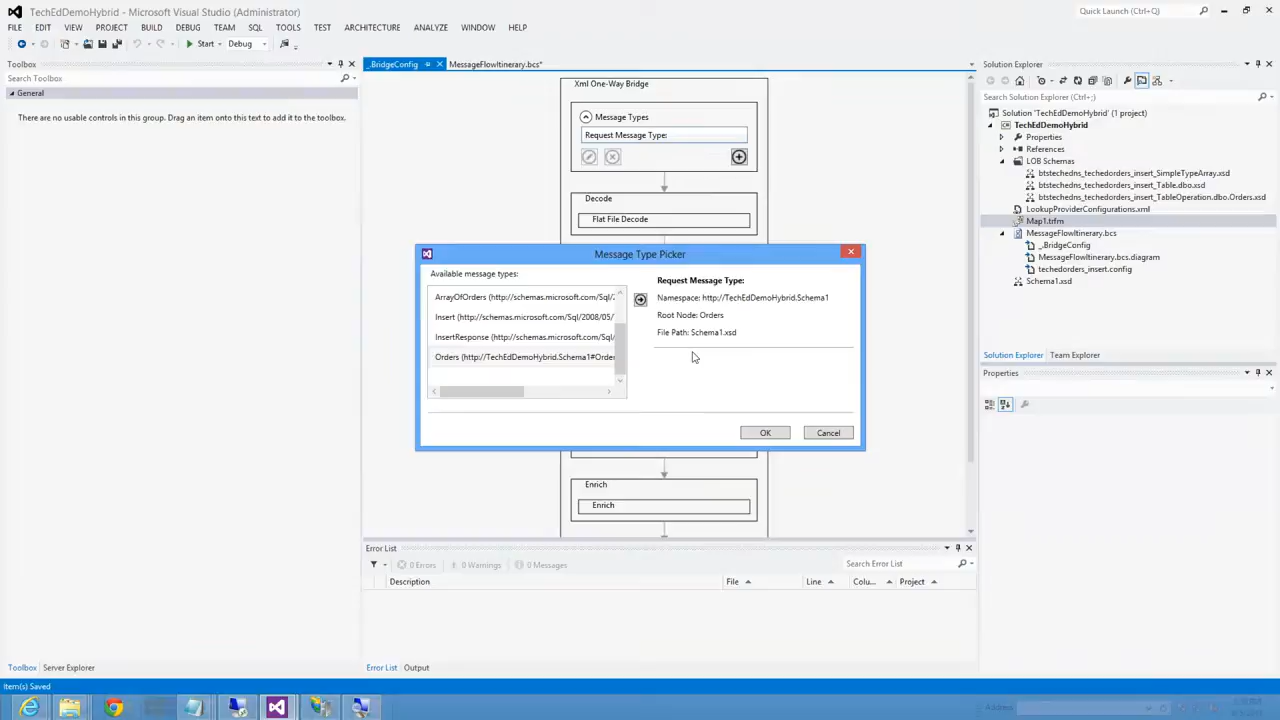 TechEdDemoHybrid - Microsoft Visual Studio (Administrator)
Quick Launch (Ctrl+;)
FILE EDIT VIEW PROJECT BUILD DEBUG TEAM SQL TOOLS TEST ARCHITECTURE ANALYZE WINDOW HELP
Start Debug
Toolbox
Search Toolbox
General
There are no usable controls in this group. Drag an item onto this text to add it to the toolbox.
_.BridgeConfig MessageFlowItinerary.bcs*
Xml One-Way Bridge
Message Types
Request Message Type:
Decode
Flat File Decode
Message Type Picker
Available message types:
ArrayOfOrders (http://schemas.microsoft.com/Sql/2
Insert (http://schemas.microsoft.com/Sql/2008/05/
InsertResponse (http://schemas.microsoft.com/Sql/
Orders (http://TechEdDemoHybrid.Schema1#Order
Request Message Type:
Namespace: http://TechEdDemoHybrid.Schema1
Root Node: Orders
File Path: Schema1.xsd
OK Cancel
Enrich
Enrich
Error List
0 Errors 0 Warnings 0 Messages
Search Error List
Description File Line Colu... Project
Error List Output
Solution Explorer
Search Solution Explorer (Ctrl+;)
Solution 'TechEdDemoHybrid' (1 project)
TechEdDemoHybrid
Properties
References
LOB Schemas
btstechedns_techedorders_insert_SimpleTypeArray.xsd
btstechedns_techedorders_insert_Table.dbo.xsd
btstechedns_techedorders_insert_TableOperation.dbo.Orders.xsd
LookupProviderConfigurations.xml
Map1.trfm
MessageFlowItinerary.bcs
_.BridgeConfig
MessageFlowItinerary.bcs.diagram
techedorders_insert.config
Schema1.xsd
Solution Explorer Team Explorer
Properties
Toolbox Server Explorer
Item(s) Saved
Address